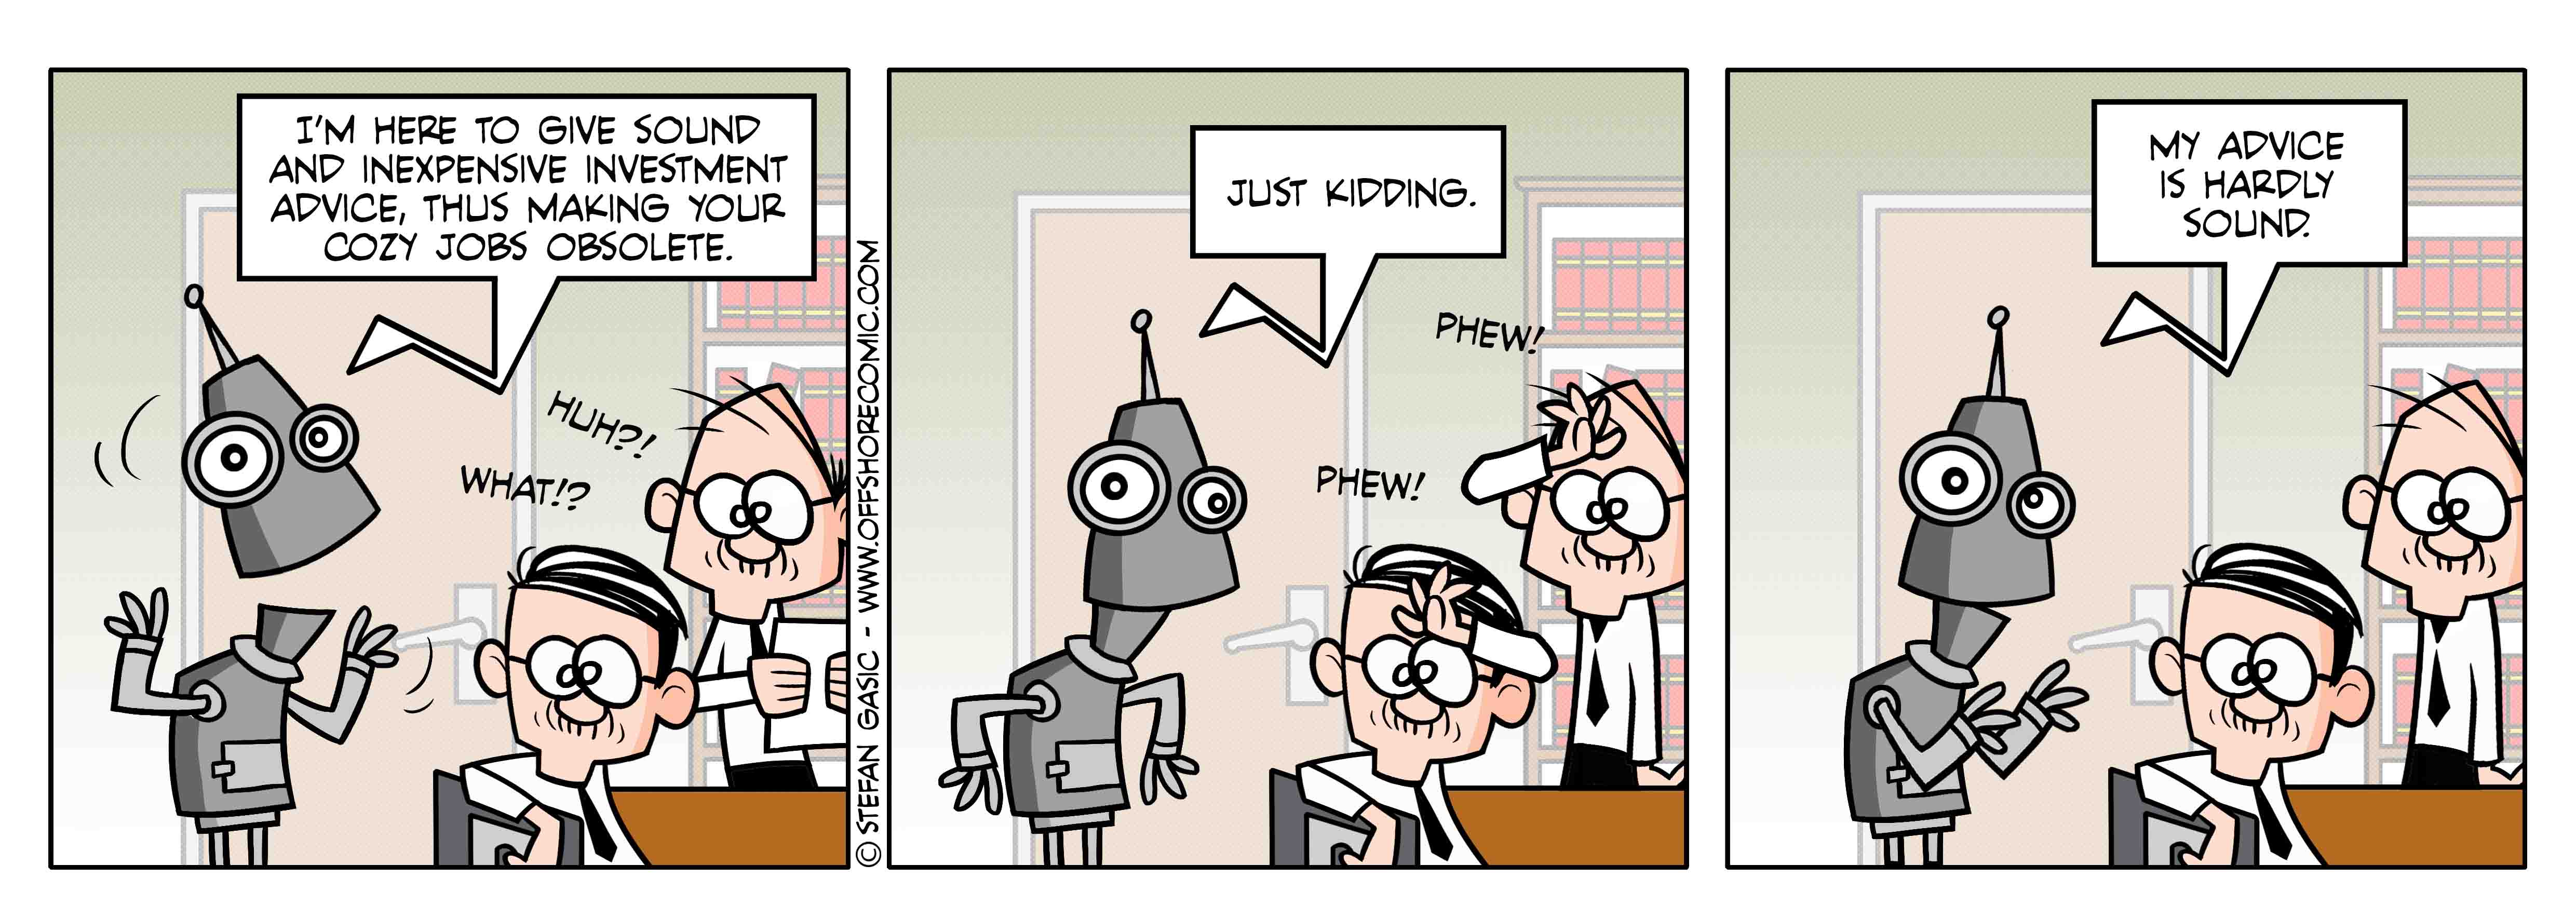 I'M HERE TO GIVE SOUND
AND INEXPENSIVE INVESTMENT
ADVICE, THUS MAKING YOUR
COZY JOBS OBSOLETE.
HUH?!
WHAT!?
© STEFAN GASIC - WWW.OFFSHORECOMIC.COM
JUST KIDDING.
PHEW!
PHEW!
MY ADVICE
IS HARDLY
SOUND.